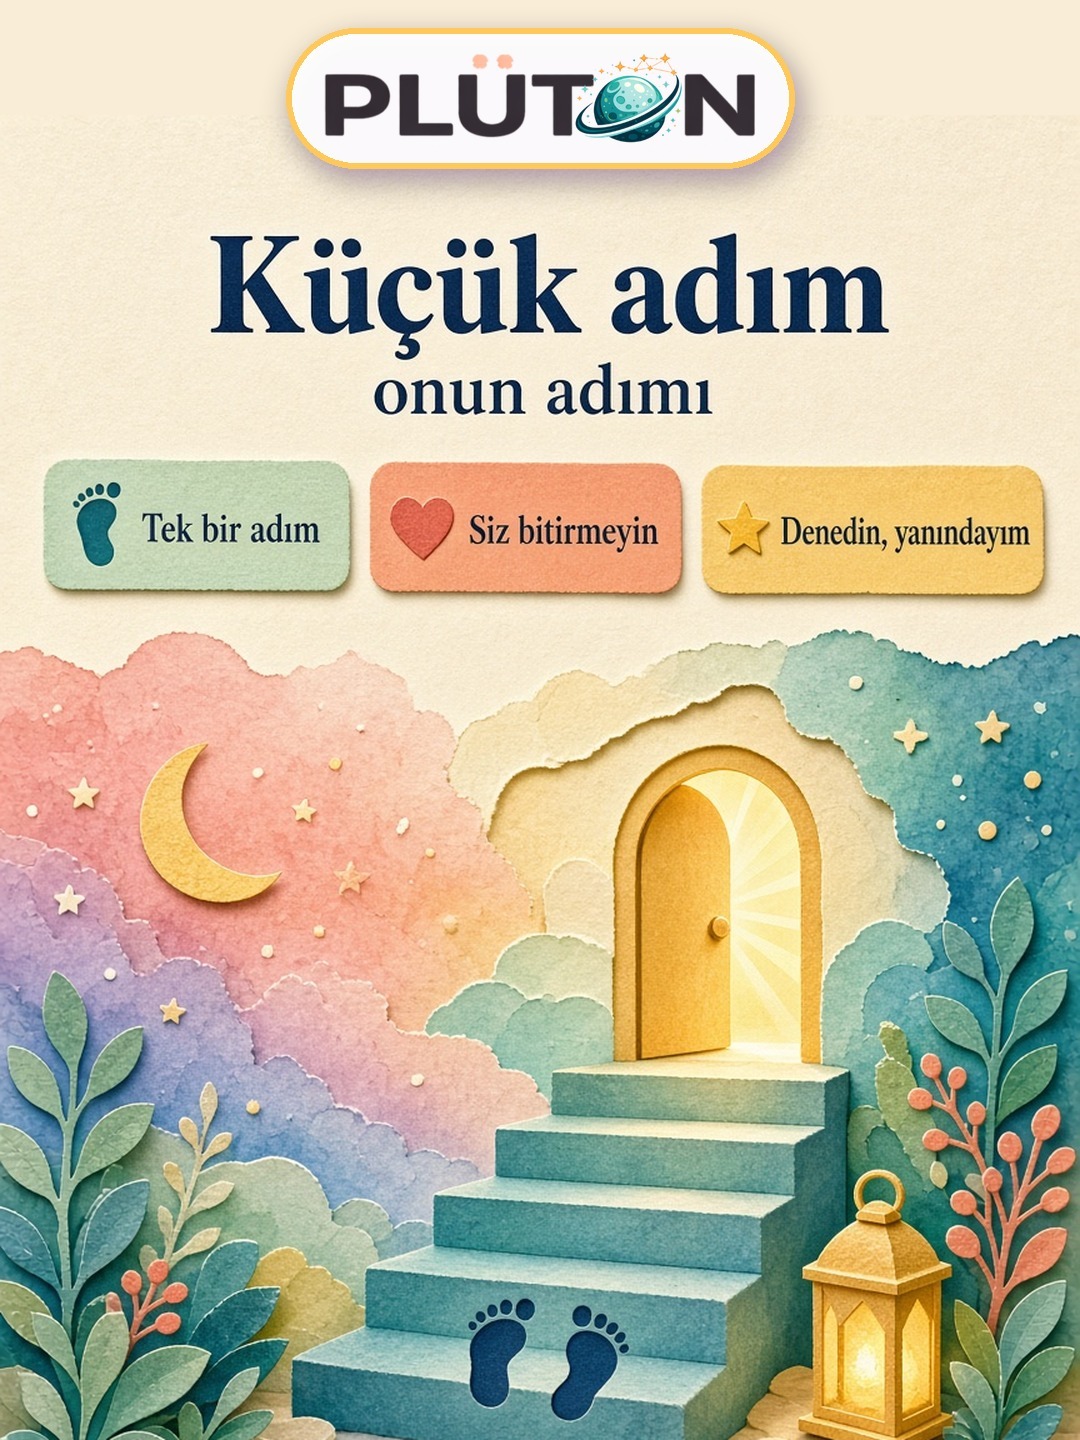 PLÜTON
Küçük adım
onun adımı
Tek bir adım
Siz bitirmeyin
Denedin, yanındayım